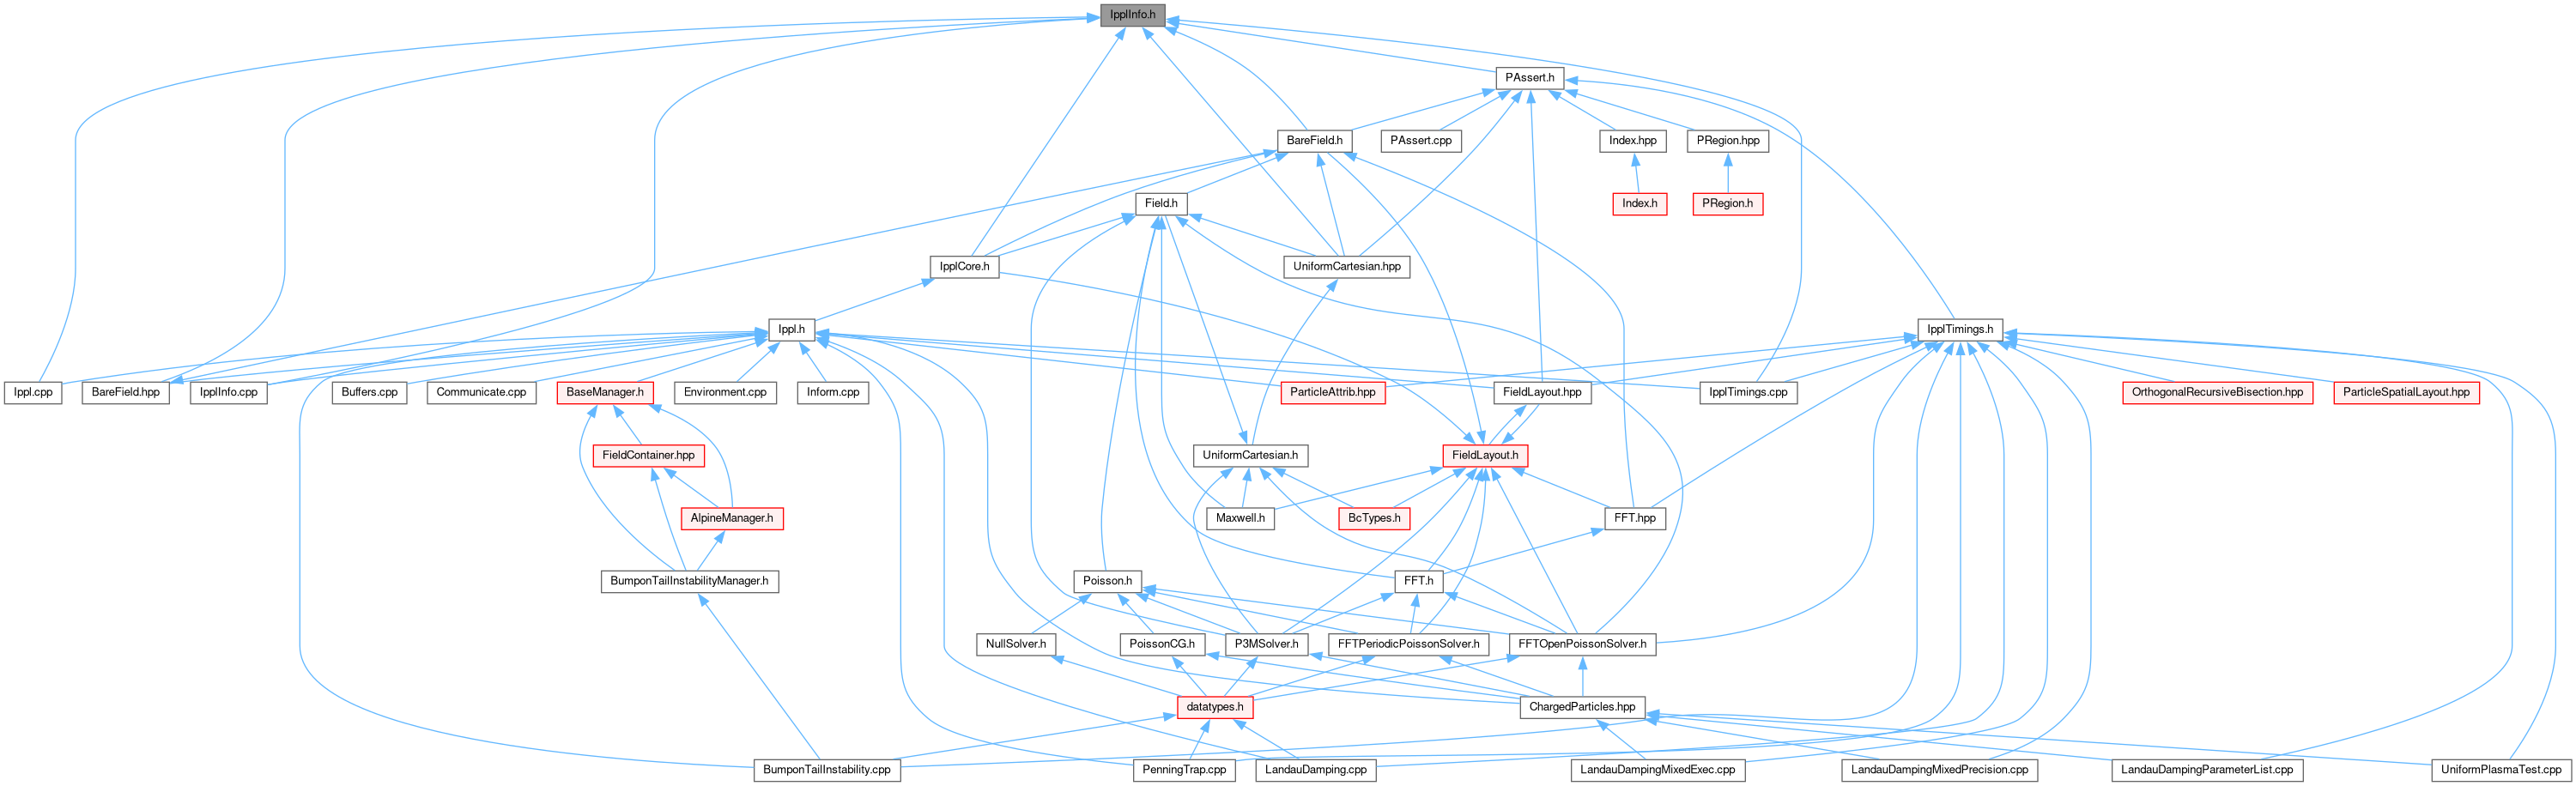 IpplInfo.h
PAssert.h
BareField.h
PAssert.cpp
Index.hpp
PRegion.hpp
Field.h
Index.h
PRegion.h
IpplCore.h
UniformCartesian.hpp
Ippl.h
IpplTimings.h
Ippl.cpp
BareField.hpp
IpplInfo.cpp
Buffers.cpp
Communicate.cpp
BaseManager.h
Environment.cpp
Inform.cpp
ParticleAttrib.hpp
FieldLayout.hpp
IpplTimings.cpp
OrthogonalRecursiveBisection.hpp
ParticleSpatialLayout.hpp
FieldContainer.hpp
UniformCartesian.h
FieldLayout.h
AlpineManager.h
Maxwell.h
BcTypes.h
FFT.hpp
BumponTailInstabilityManager.h
Poisson.h
FFT.h
NullSolver.h
PoissonCG.h
P3MSolver.h
FFTPeriodicPoissonSolver.h
FFTOpenPoissonSolver.h
datatypes.h
ChargedParticles.hpp
BumponTailInstability.cpp
PenningTrap.cpp
LandauDamping.cpp
LandauDampingMixedExec.cpp
LandauDampingMixedPrecision.cpp
LandauDampingParameterList.cpp
UniformPlasmaTest.cpp